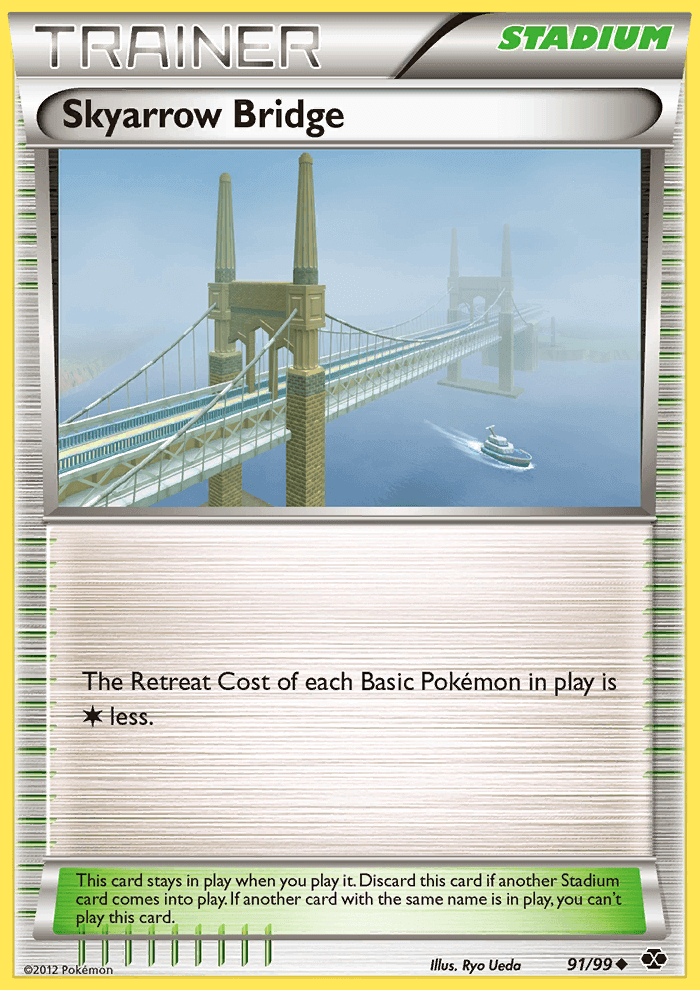 TRAINER
STADIUM
Skyarrow Bridge
The Retreat Cost of each Basic Pokémon in play is
less.
This card stays in play when you play it. Discard this card if another Stadium
card comes into play. If another card with the same name is in play, you can't
play this card.
©2012 Pokémon
Illus. Ryo Ueda
91/99